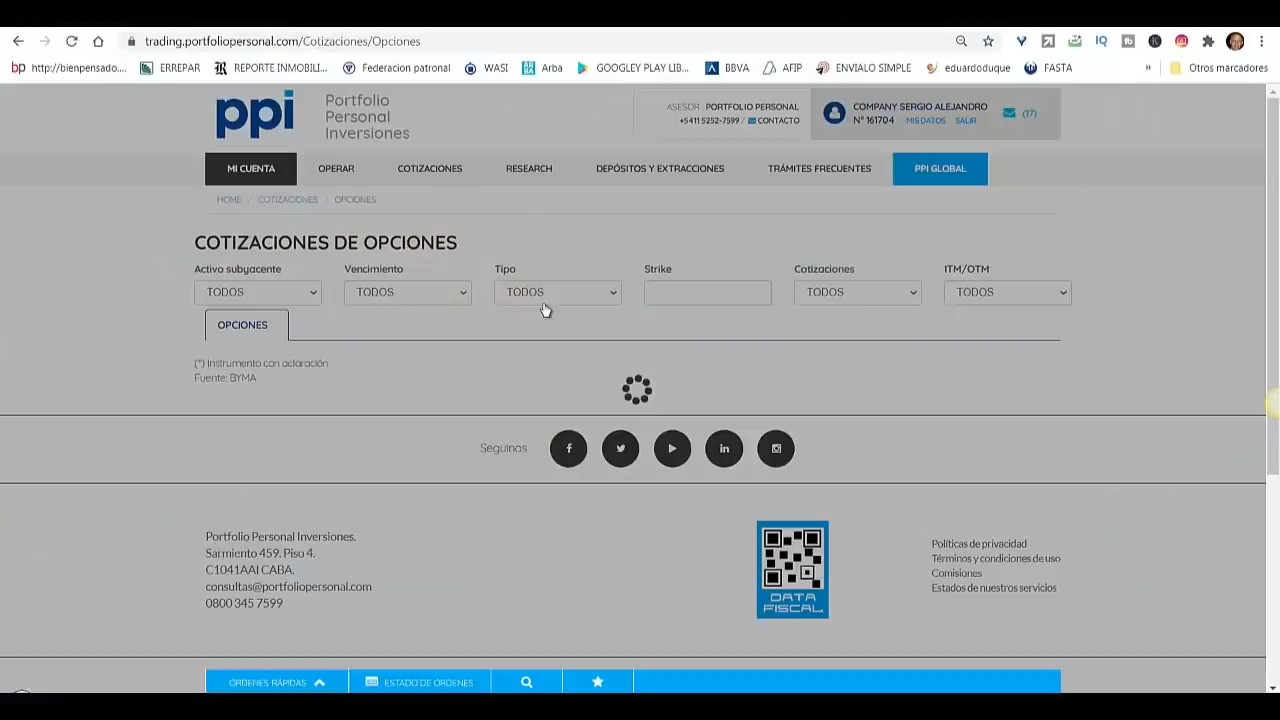 trading.portfoliopersonal.com/Cotizaciones/Opciones
bp http://bienpensado.... ERREPAR REPORTE INMOBILI... Federacion patronal WASI Arba GOOGLEY PLAY LIB... BBVA AFIP ENVIALO SIMPLE eduardoduque FASTA » Otros marcadores
ppi Portfolio Personal Inversiones
ASESOR: PORTFOLIO PERSONAL
+5411 5252-7599 / CONTACTO
COMPANY SERGIO ALEJANDRO
N° 161704 MIS DATOS SALIR (17)
MI CUENTA OPERAR COTIZACIONES RESEARCH DEPÓSITOS Y EXTRACCIONES TRÁMITES FRECUENTES PPI GLOBAL
HOME / COTIZACIONES / OPCIONES
COTIZACIONES DE OPCIONES
Activo subyacente Vencimiento Tipo Strike Cotizaciones ITM/OTM
TODOS TODOS TODOS TODOS TODOS
OPCIONES
(*) Instrumento con aclaración
Fuente: BYMA
Seguinos
Portfolio Personal Inversiones.
Sarmiento 459, Piso 4.
C1041AAI CABA.
consultas@portfoliopersonal.com
0800 345 7599
DATA
FISCAL
Políticas de privacidad
Términos y condiciones de uso
Comisiones
Estados de nuestros servicios
ÓRDENES RÁPIDAS ESTADO DE ÓRDENES